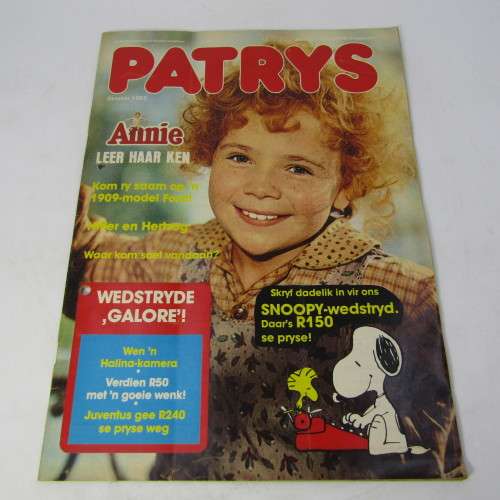 PATRYS
Annie
LEER HAAR KEN
Kom ry saam op 'n
1909-model Ford!
en Hertzog
Waar kom sout vandaan?
WEDSTRYDE
‚GALORE’!
Wen 'n
Halina-kamera
Verdien R50
met 'n goeie wenk!
Juventus gee R240
se pryse weg
Skryf dadelik in vir ons
SNOOPY-wedstryd.
Daar's R150
se pryse!